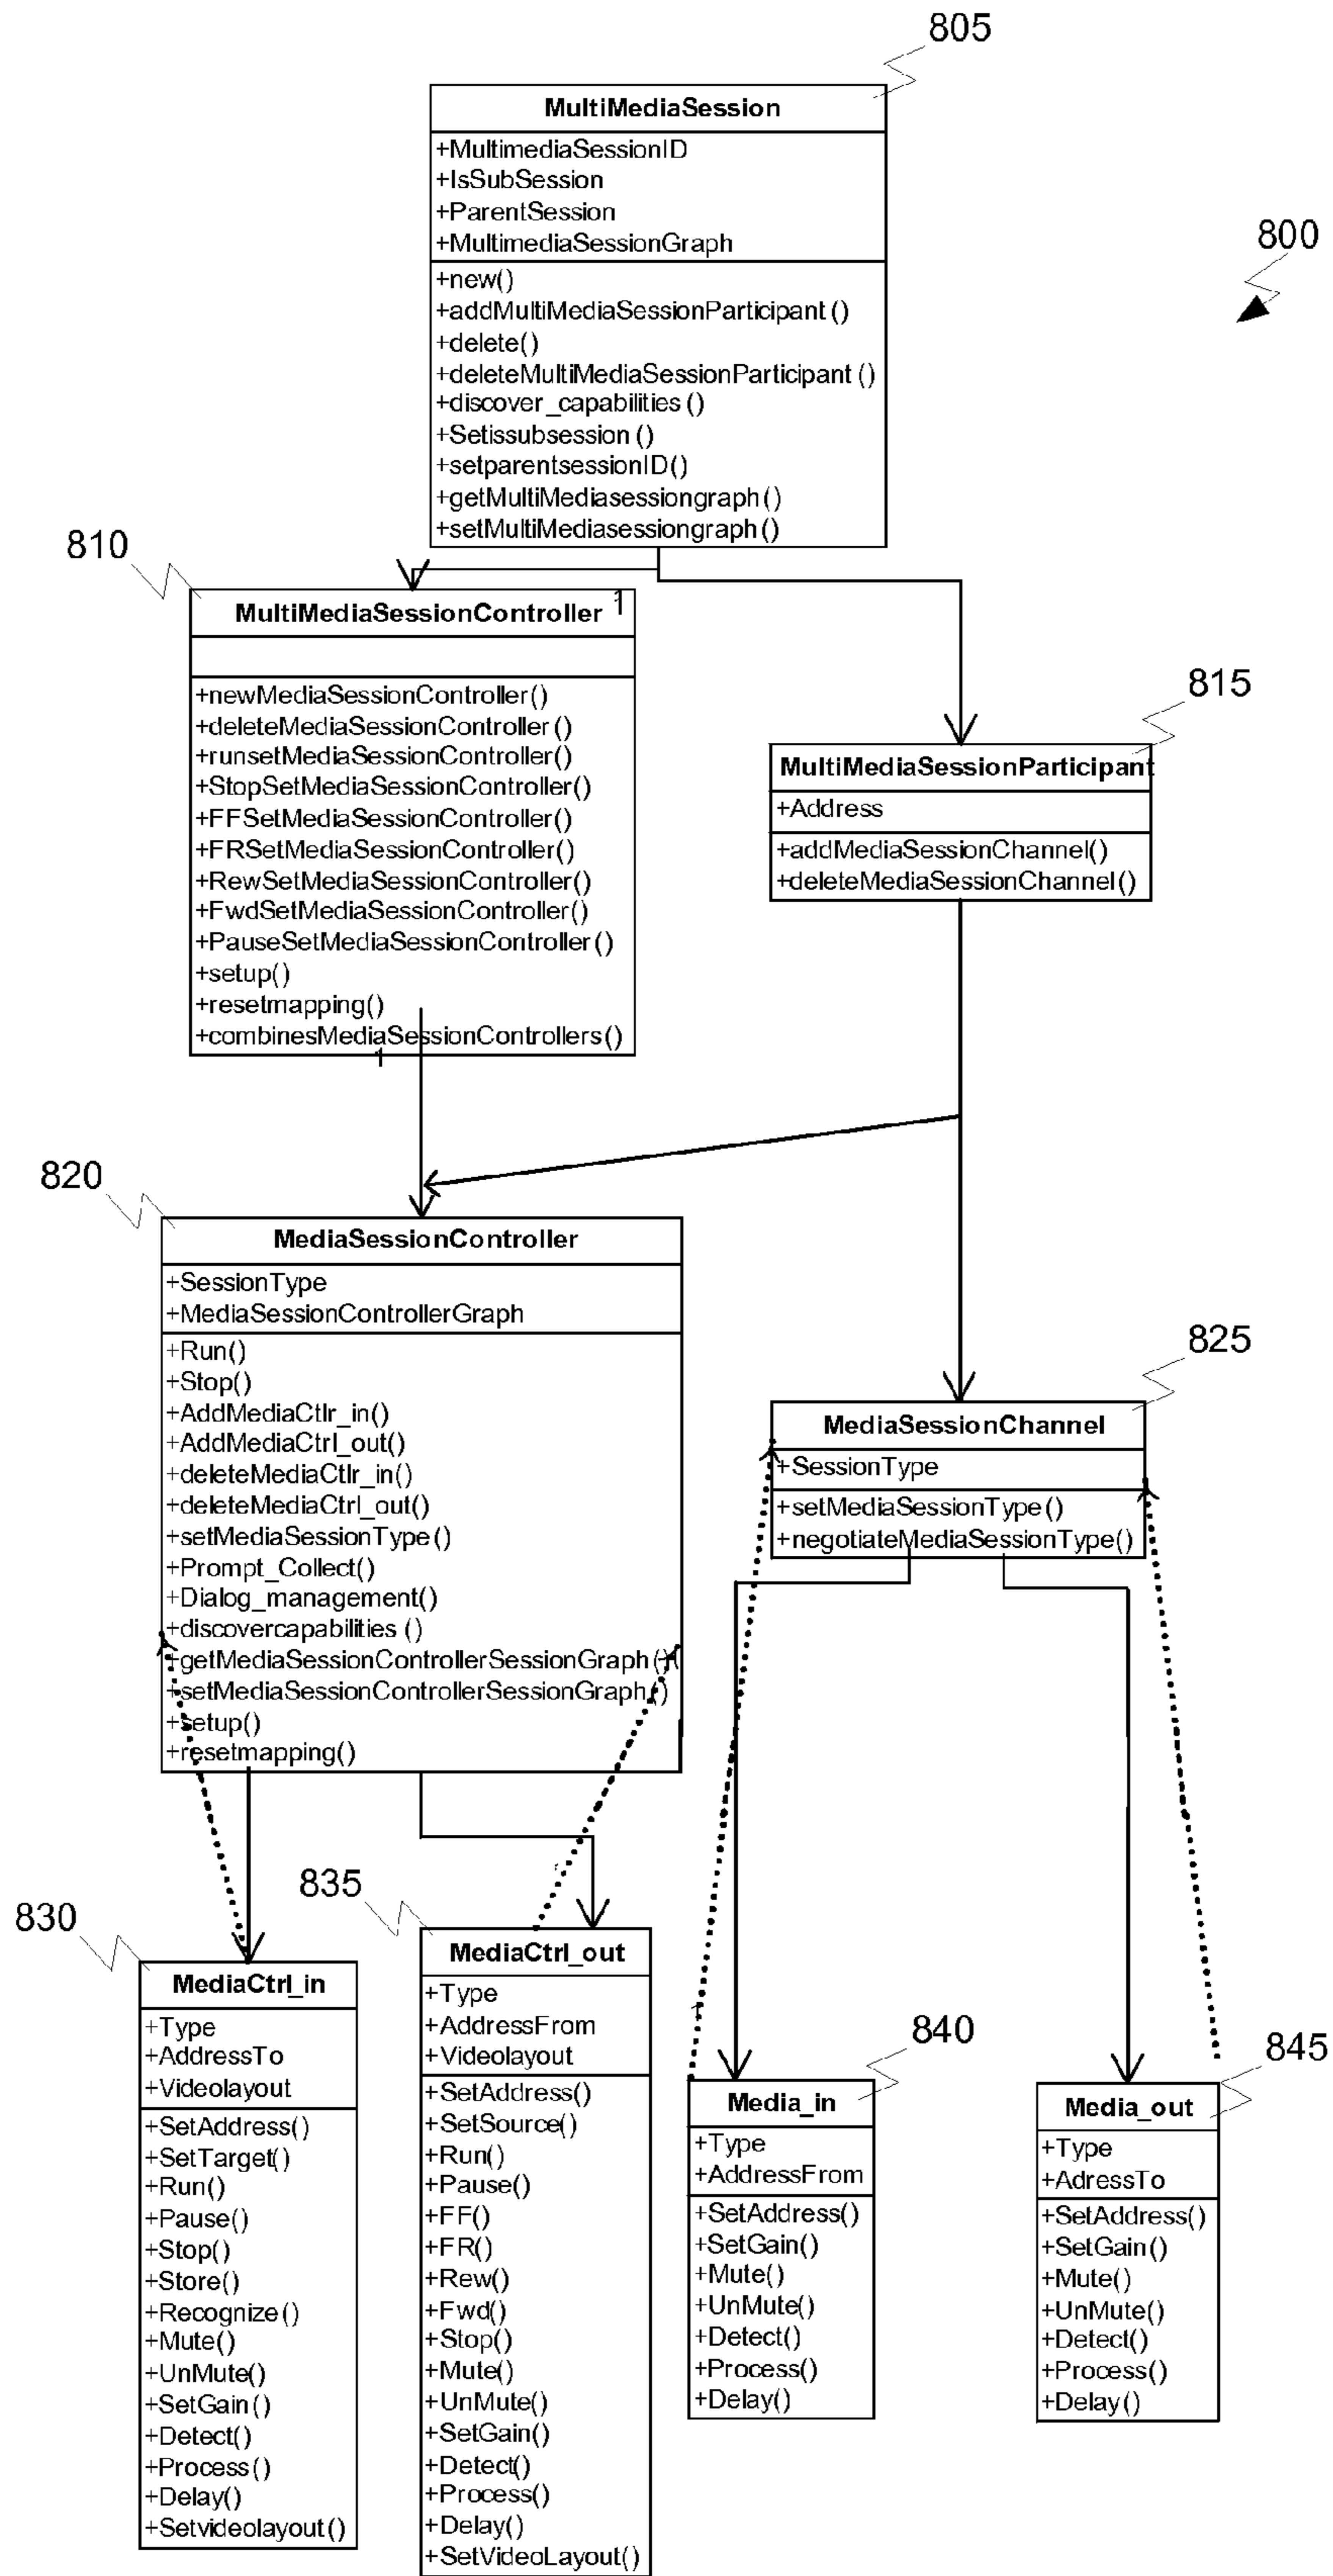 805
MultiMediaSession
+MultimediaSessionID
+IsSubSession
+ParentSession
+MultimediaSessionGraph
+new()
+addMultiMediaSessionParticipant ()
+delete()
+deleteMultiMediaSessionParticipant ()
+discover_capabilities ()
+Setissubsession ()
+setparentsessionID()
+getMultiMediasessiongraph()
+setMultiMediasessiongraph()
800
810
MultiMediaSessionController 1
+newMediaSessionController()
+deleteMediaSessionController()
+runsetMediaSessionController()
+StopSetMediaSessionController()
+FFSetMediaSessionController()
+FRSetMediaSessionController()
+RewSetMediaSessionController()
+FwdSetMediaSessionController()
+PauseSetMediaSessionController()
+setup()
+resetmapping()
+combinesMediaSessionControllers()
1
815
MultiMediaSessionParticipant
+Address
+addMediaSessionChannel()
+deleteMediaSessionChannel()
820
MediaSessionController
+SessionType
+MediaSessionControllerGraph
+Run()
+Stop()
+AddMediaCtlr_in()
+AddMediaCtrl_out()
+deleteMediaCtlr_in()
+deleteMediaCtrl_out()
+setMediaSessionType()
+Prompt_Collect()
+Dialog_management()
+discovercapabilities ()
+getMediaSessionControllerSessionGraph ()
+setMediaSessionControllerSessionGraph()
+setup()
+resetmapping()
825
MediaSessionChannel
+SessionType
+setMediaSessionType()
+negotiateMediaSessionType()
830
MediaCtrl_in
+Type
+AddressTo
+Videolayout
+SetAddress()
+SetTarget()
+Run()
+Pause()
+Stop()
+Store()
+Recognize()
+Mute()
+UnMute()
+SetGain()
+Detect()
+Process()
+Delay()
+Setvideolayout()
835
MediaCtrl_out
+Type
+AddressFrom
+Videolayout
+SetAddress()
+SetSource()
+Run()
+Pause()
+FF()
+FR()
+Rew()
+Fwd()
+Stop()
+Mute()
+UnMute()
+SetGain()
+Detect()
+Process()
+Delay()
+SetVideoLayout()
840
Media_in
+Type
+AddressFrom
+SetAddress()
+SetGain()
+Mute()
+UnMute()
+Detect()
+Process()
+Delay()
845
Media_out
+Type
+AdressTo
+SetAddress()
+SetGain()
+Mute()
+UnMute()
+Detect()
+Process()
+Delay()